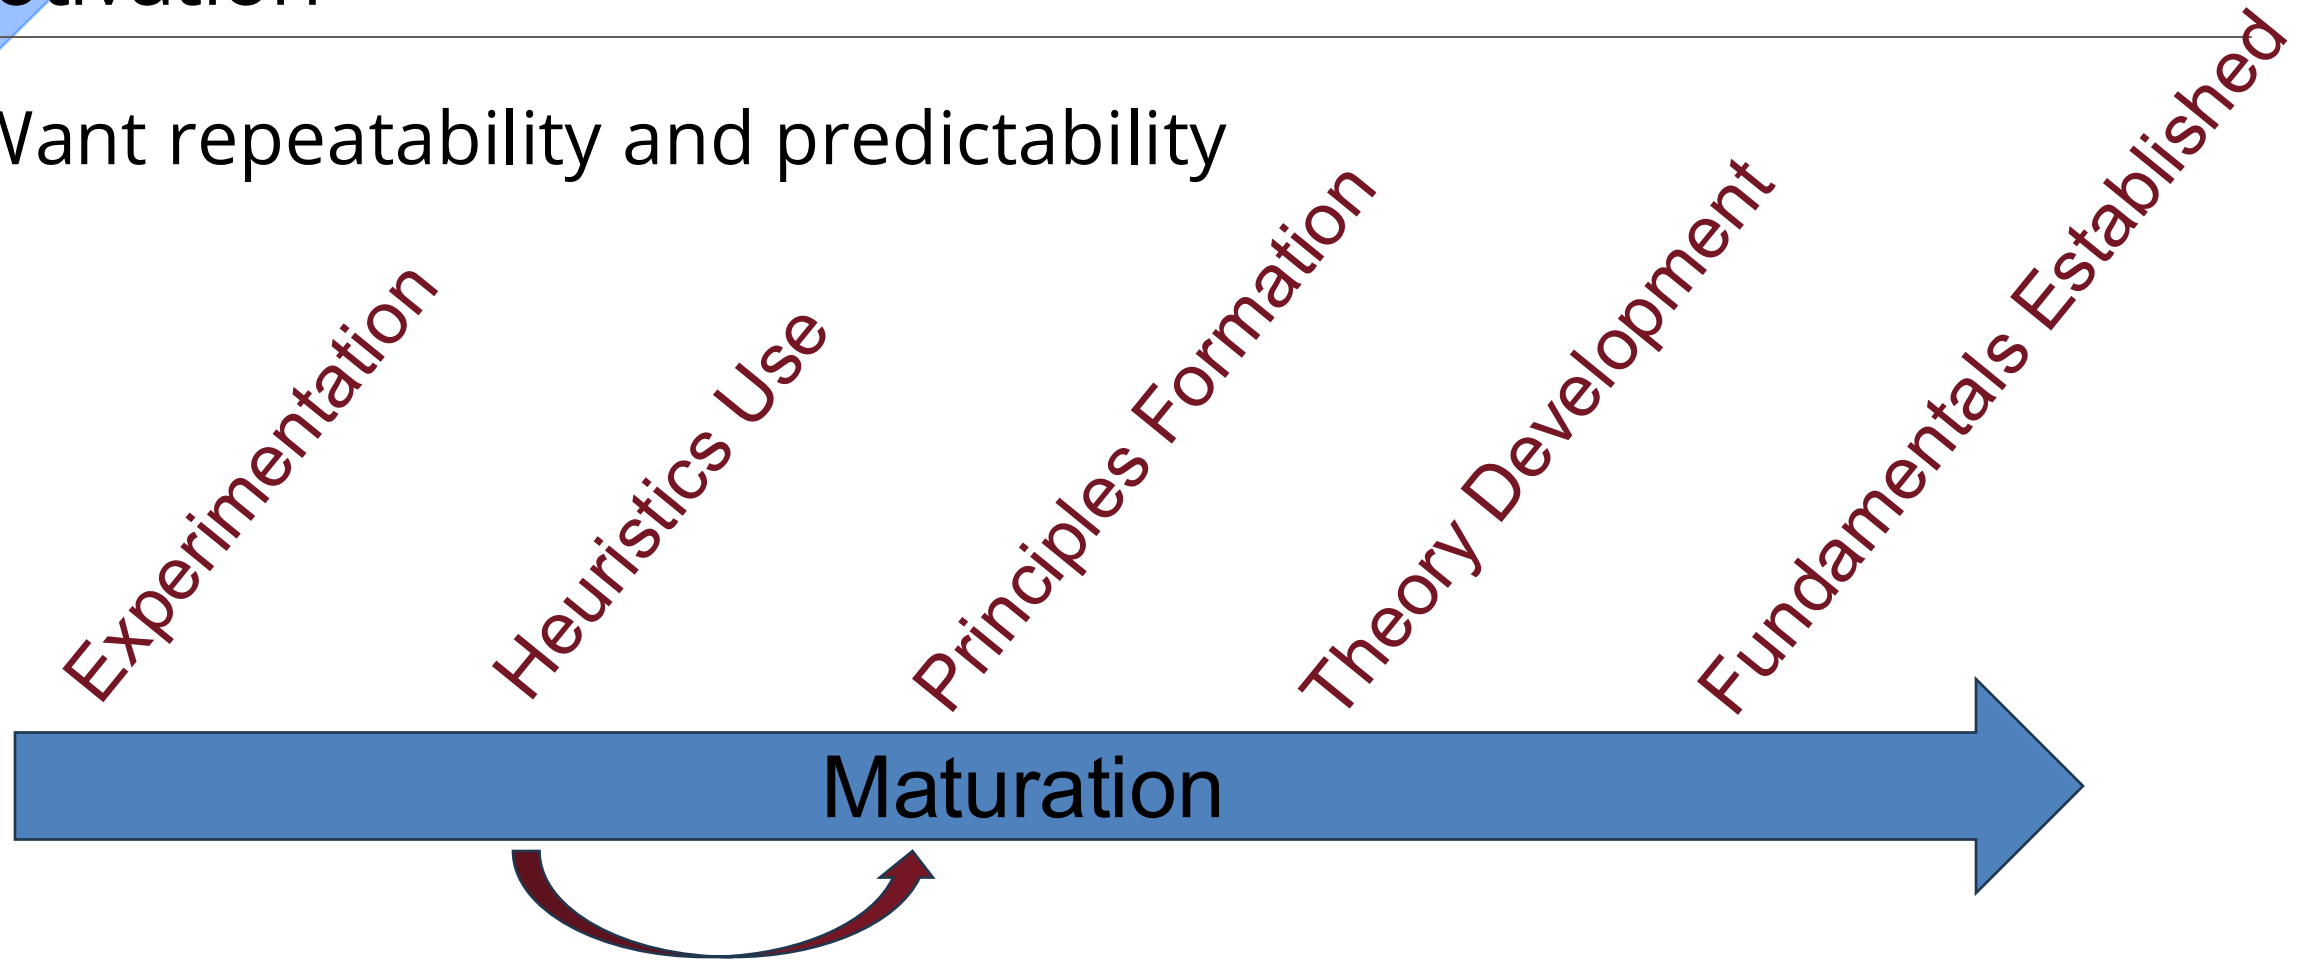 Want repeatability and predictability
Experimentation
Heuristics Use
Principles Formation
Theory Development
Fundamentals Established
Maturation